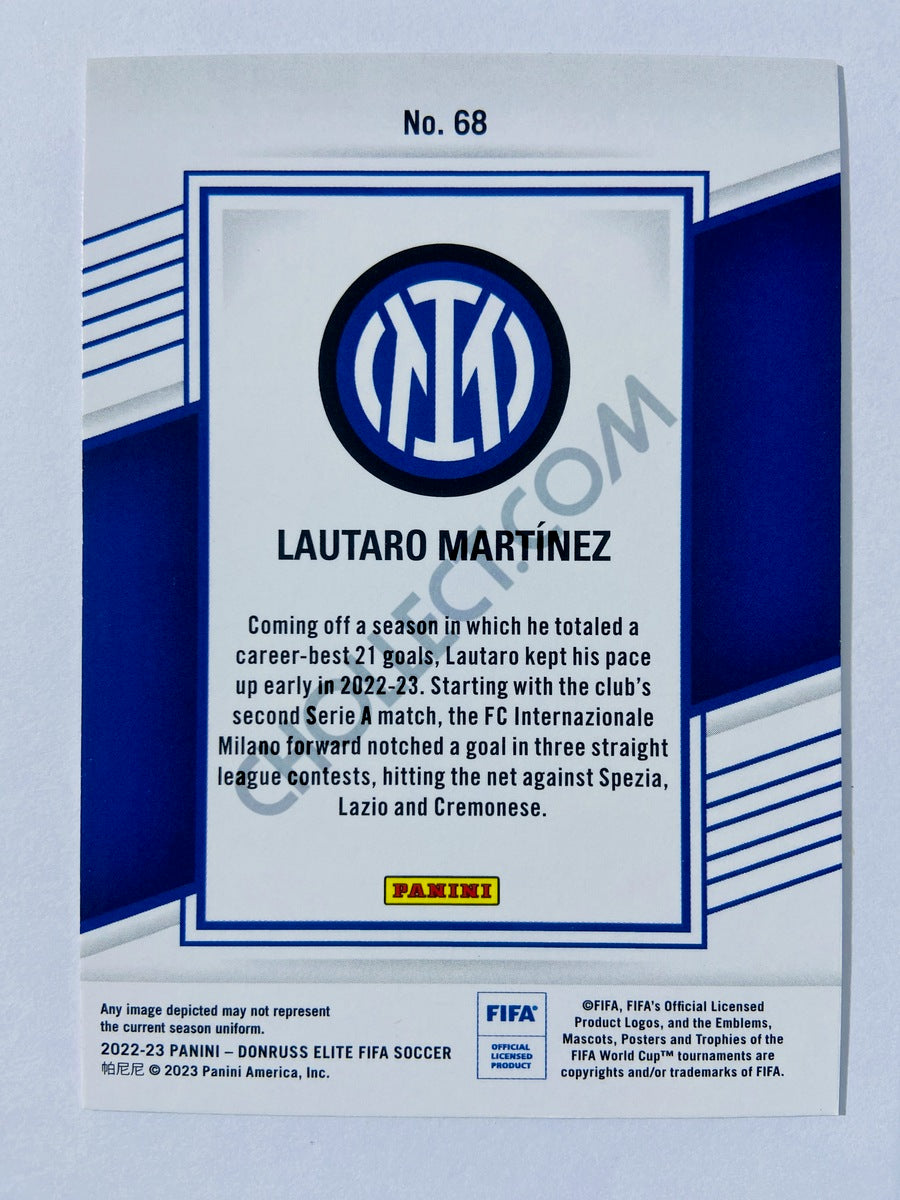 No. 68
IM
LAUTARO MARTÍNEZ
Coming off a season in which he totaled a
career-best 21 goals, Lautaro kept his pace
up early in 2022-23. Starting with the club's
second Serie A match, the FC Internazionale
Milano forward notched a goal in three straight
league contests, hitting the net against Spezia,
Lazio and Cremonese.
CHOLLECT.COM
PANINI
Any image depicted may not represent
the current season uniform.
2022-23 PANINI – DONRUSS ELITE FIFA SOCCER
帕尼尼 © 2023 Panini America, Inc.
FIFA®
OFFICIAL
LICENSED
PRODUCT
©FIFA, FIFA's Official Licensed
Product Logos, and the Emblems,
Mascots, Posters and Trophies of the
FIFA World Cup™ tournaments are
copyrights and/or trademarks of FIFA.